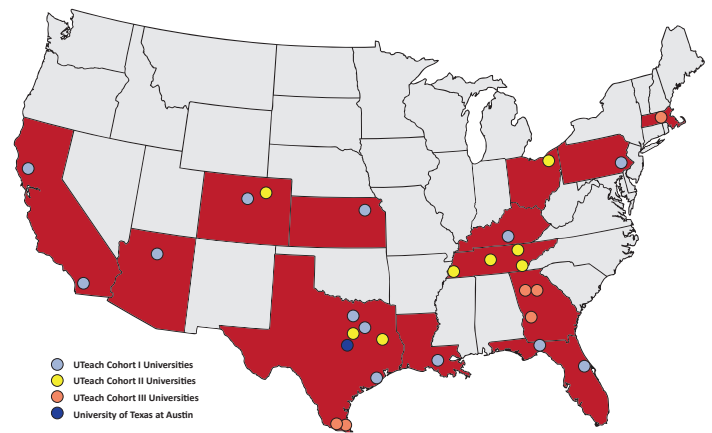 UTeach Cohort I Universities
UTeach Cohort II Universities
UTeach Cohort III Universities
University of Texas at Austin